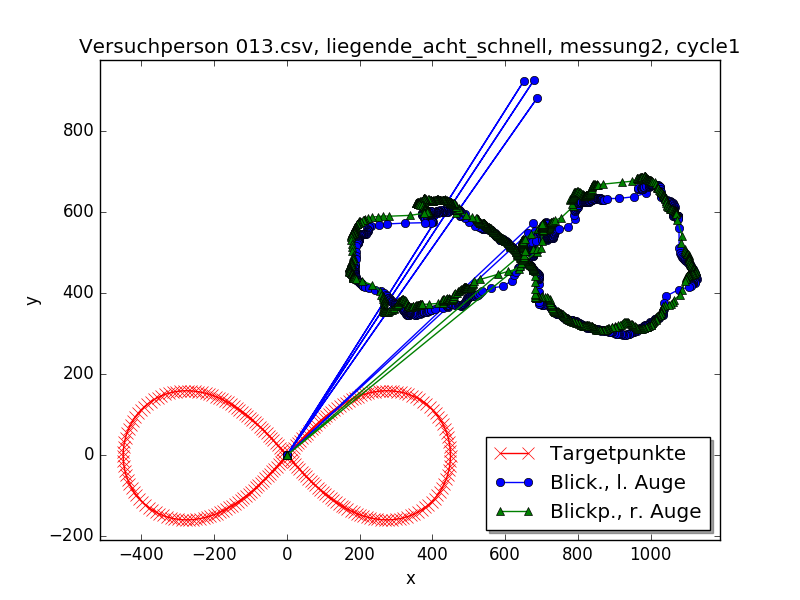 Versuchperson 013.csv, liegende_acht_schnell, messung2, cycle1
800
600
400
200
0
−200
y
−400
−200
0
200
400
600
800
1000
x
Targetpunkte
Blick., l. Auge
Blickp., r. Auge